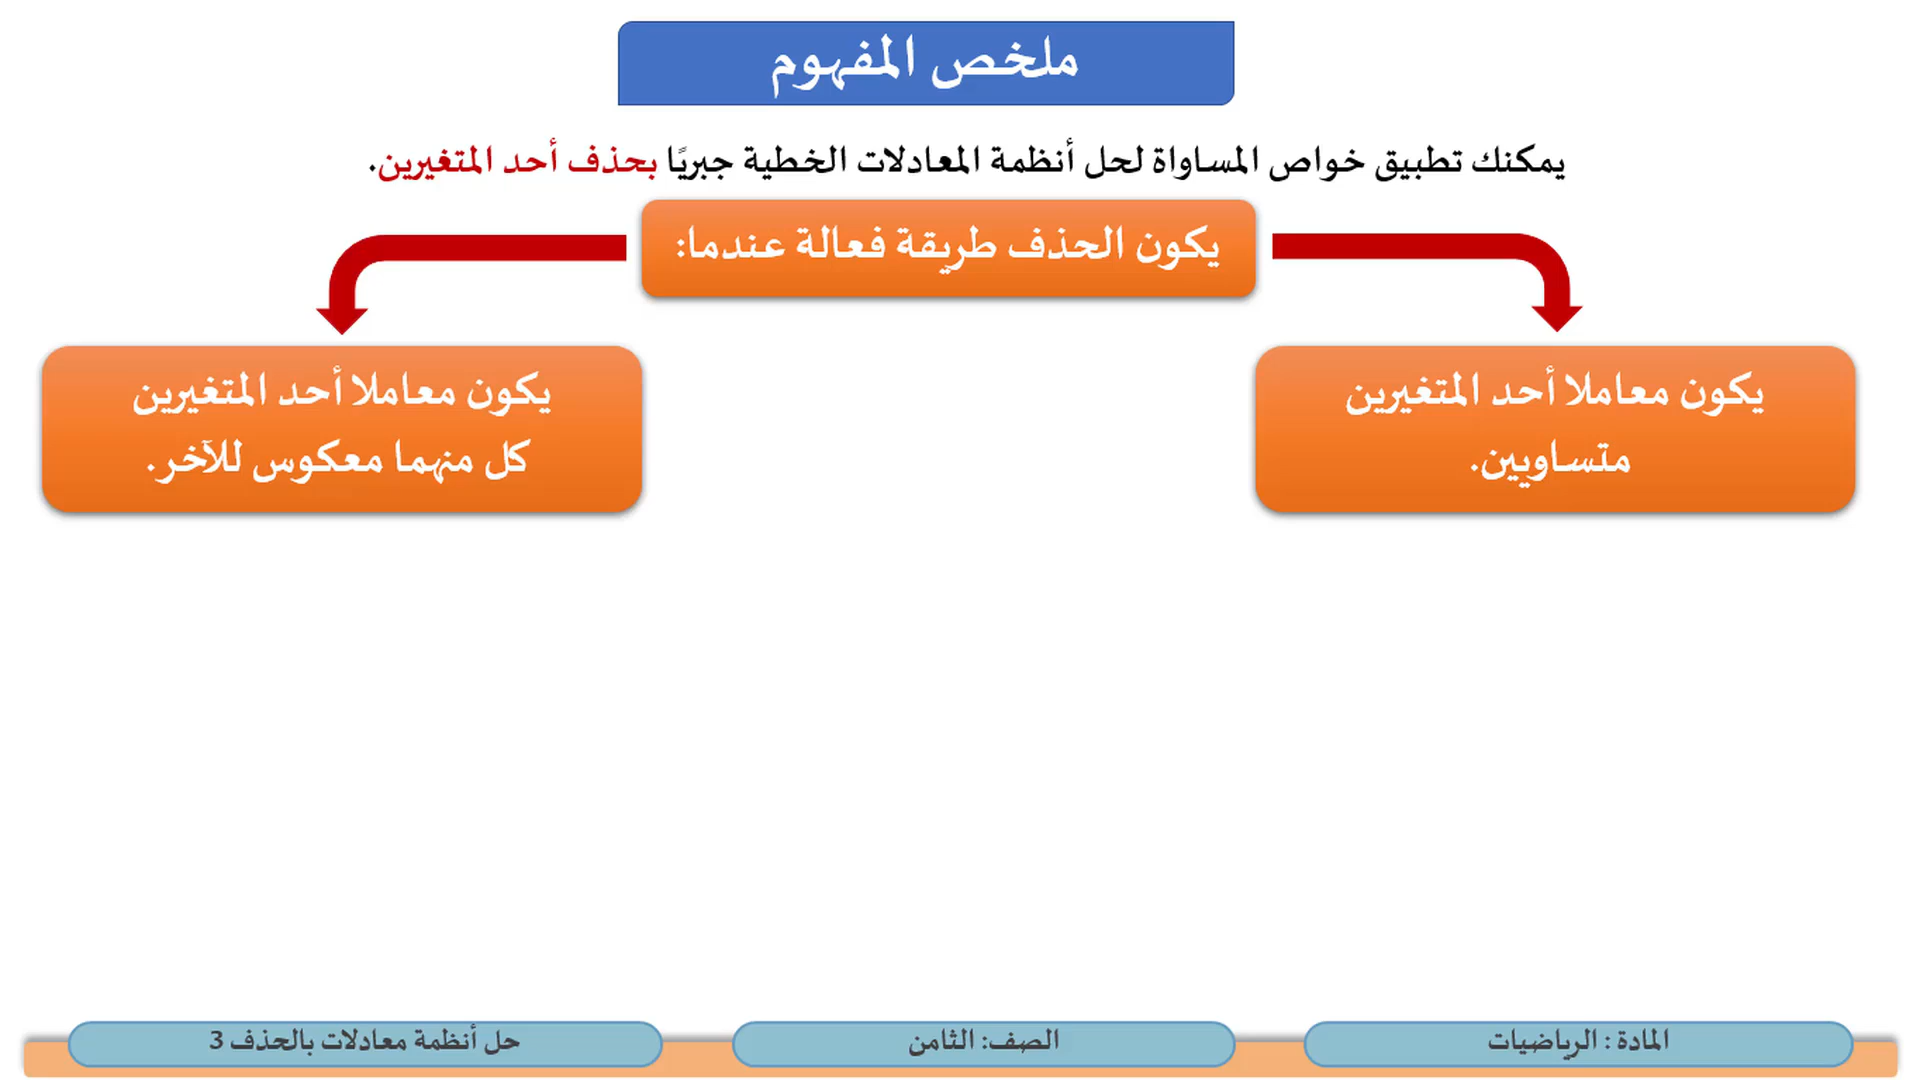 ملخص المفهوم
يمكنك تطبيق خواص المساواة لحل أنظمة المعادلات الخطية جبريًا بحذف أحد المتغيرين.
يكون الحذف طريقة فعالة عندما:
يكون معاملا أحد المتغيرين
متساويين.
يكون معاملا أحد المتغيرين
كل منهما معكوس للآخر.
المادة : الرياضيات
الصف: الثامن
حل أنظمة معادلات بالحذف 3